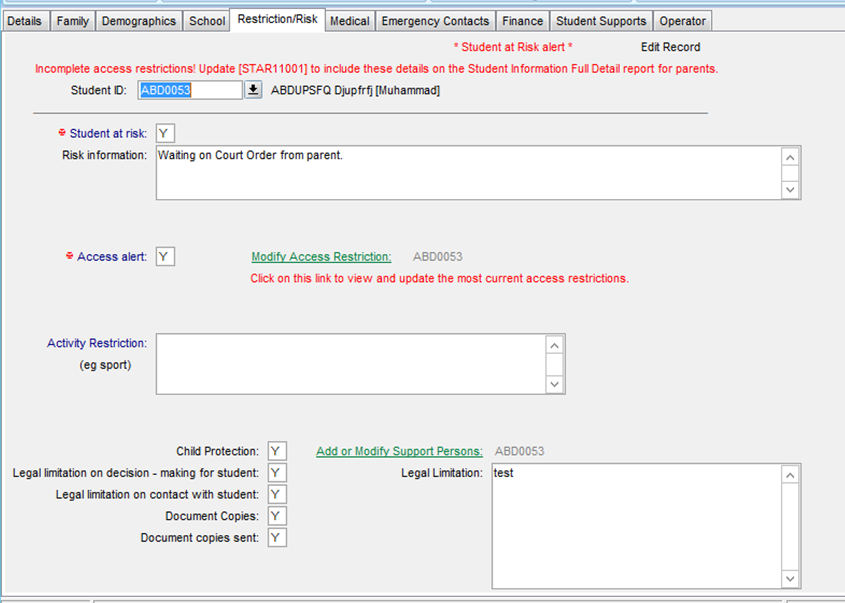 Details Family Demographics School Restriction/Risk Medical Emergency Contacts Finance Student Supports Operator
* Student at Risk alert * Edit Record
Incomplete access restrictions! Update [STAR11001] to include these details on the Student Information Full Detail report for parents.
Student ID: ABD0053 ABDUPSFQ Djupfrfj [Muhammad]
Student at risk: Y
Risk information: Waiting on Court Order from parent.
Access alert: Y Modify Access Restriction: ABD0053
Click on this link to view and update the most current access restrictions.
Activity Restriction:
(eg sport)
Child Protection: Y Add or Modify Support Persons: ABD0053
Legal limitation on decision - making for student: Y Legal Limitation: test
Legal limitation on contact with student: Y
Document Copies: Y
Document copies sent: Y